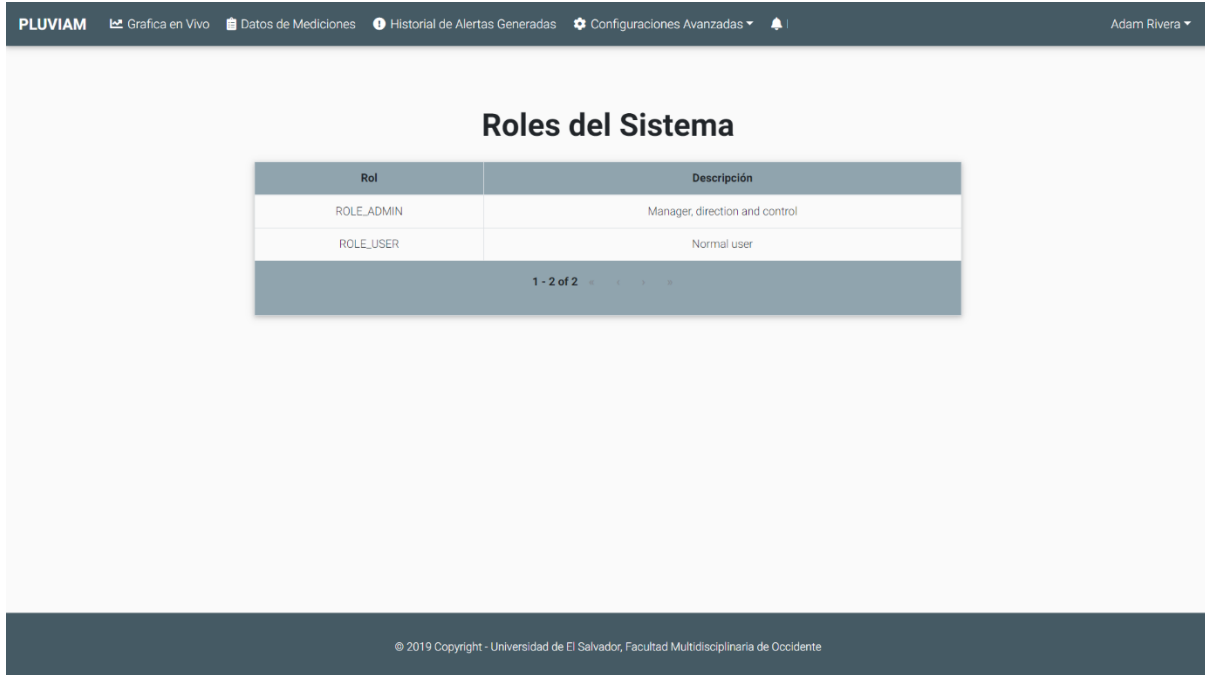 PLUVIAM Grafica en Vivo Datos de Mediciones Historial de Alertas Generadas Configuraciones Avanzadas Adam Rivera
Roles del Sistema
Rol Descripción
ROLE_ADMIN Manager, direction and control
ROLE_USER Normal user
1 - 2 of 2 « ‹ › »
© 2019 Copyright - Universidad de El Salvador, Facultad Multidisciplinaria de Occidente